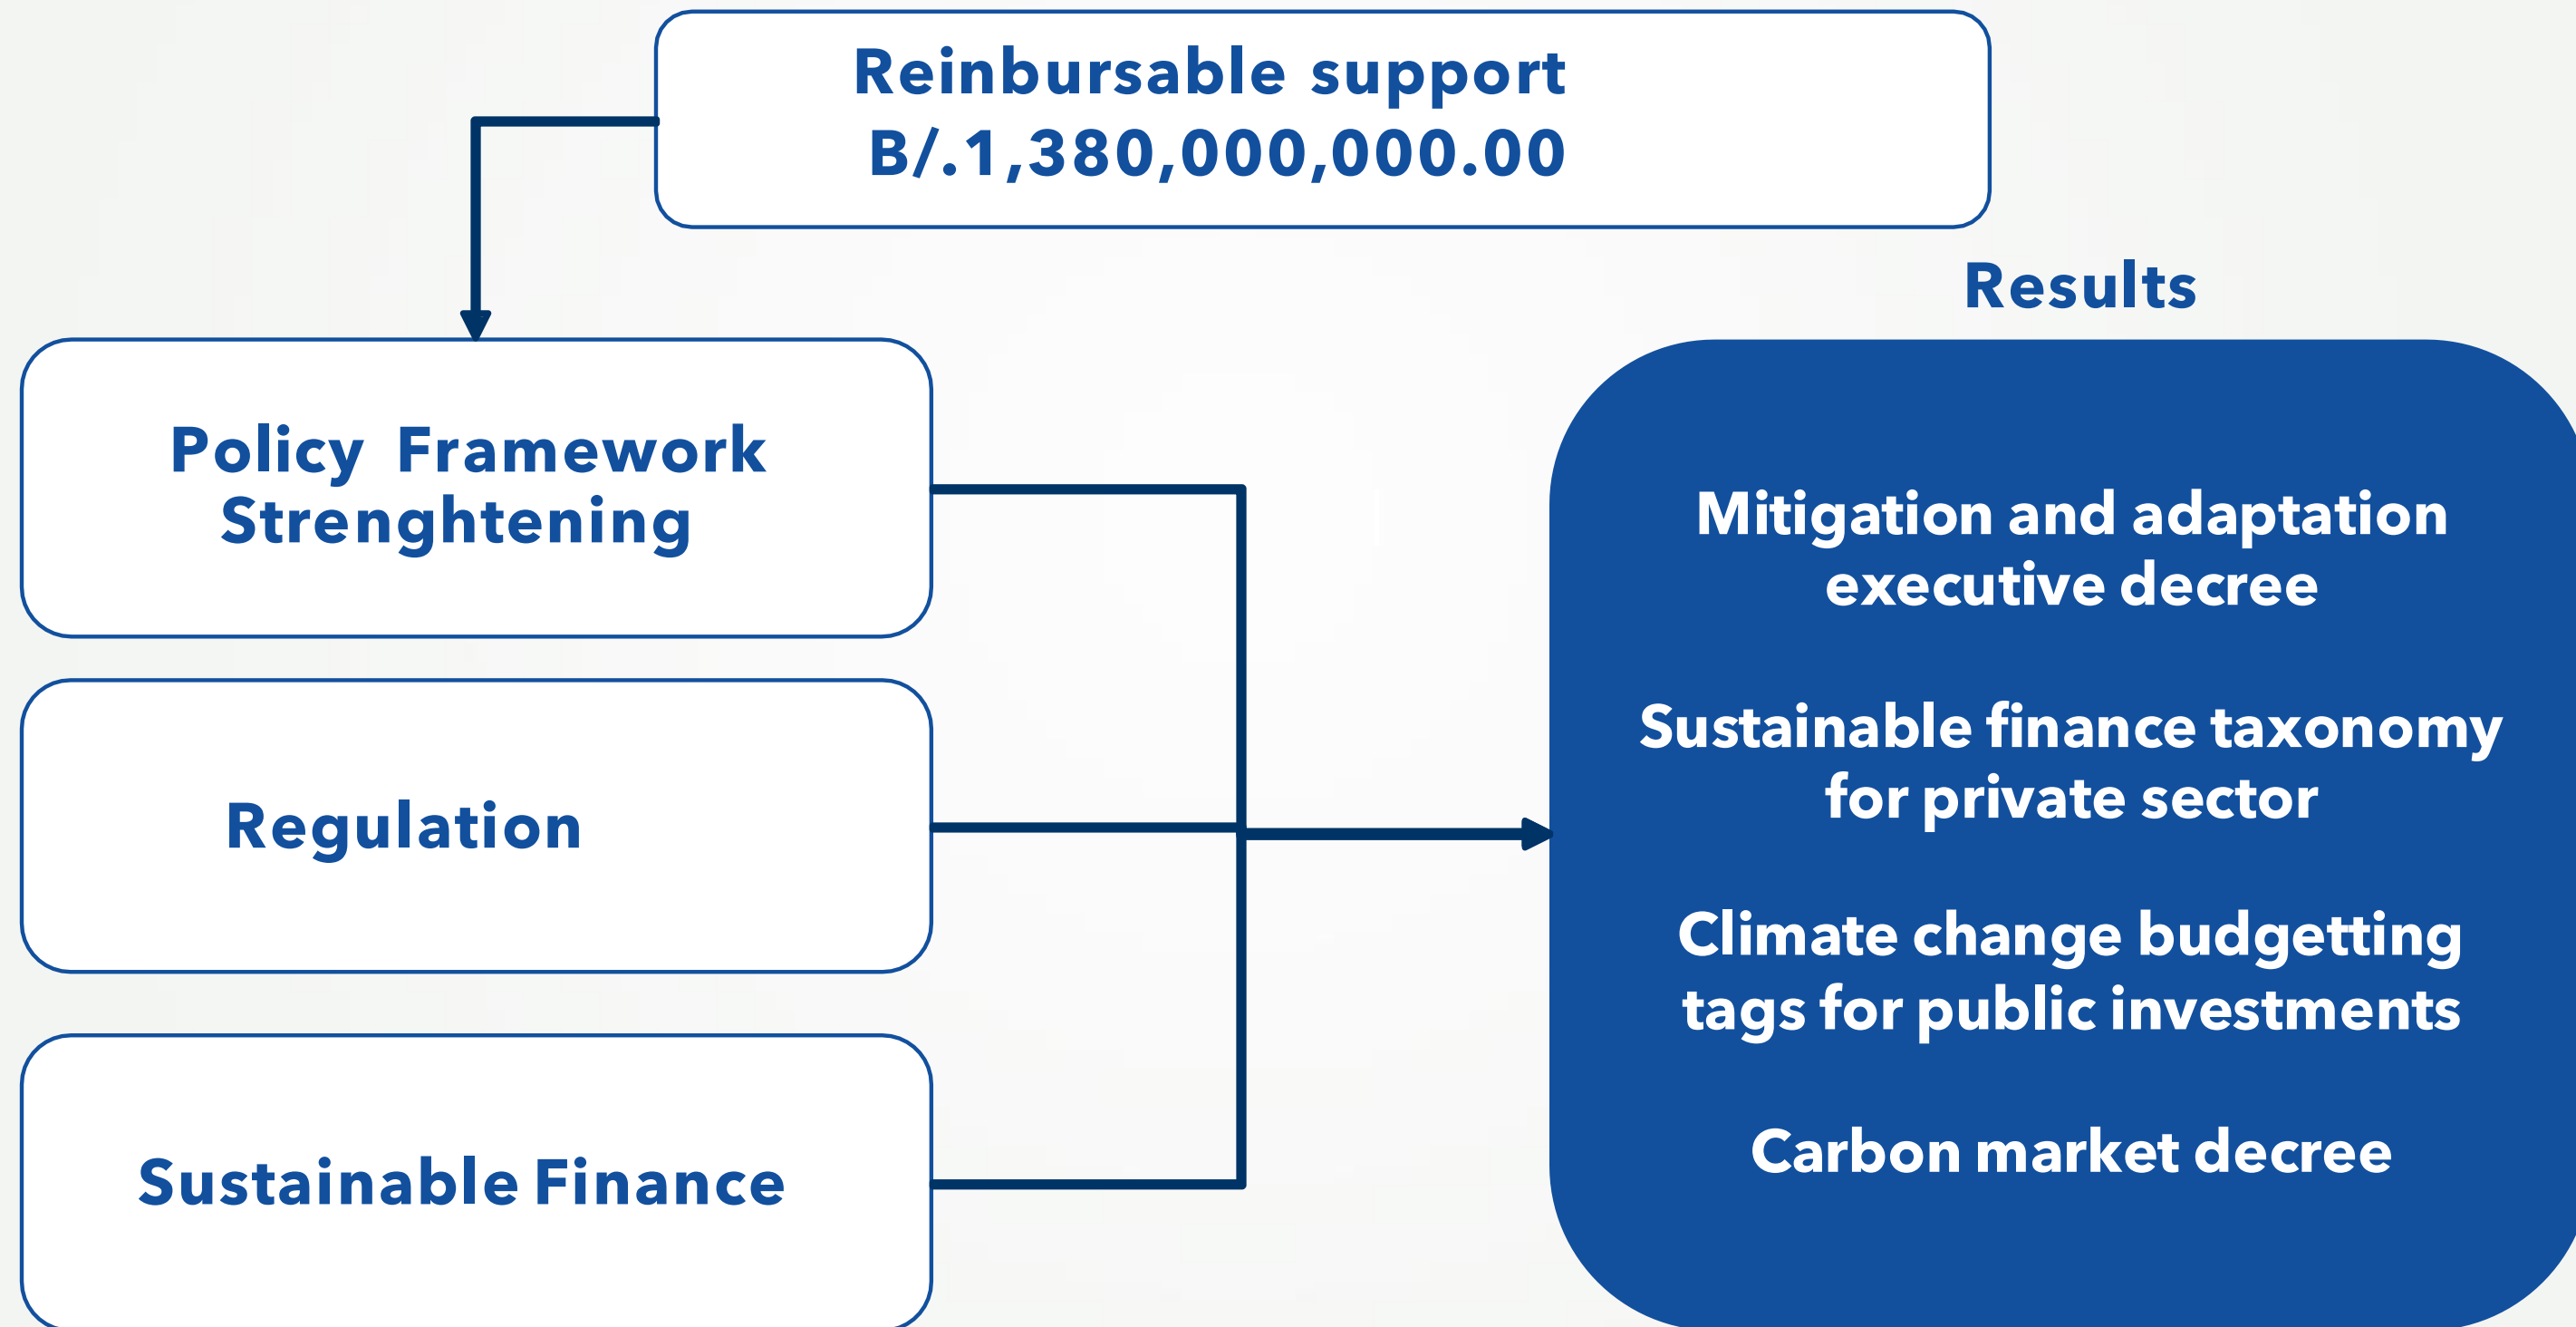 Reinbursable support
B/.1,380,000,000.00
Results
Policy Framework
Strenghtening
Regulation
Sustainable Finance
Mitigation and adaptation
executive decree
Sustainable finance taxonomy
for private sector
Climate change budgetting
tags for public investments
Carbon market decree